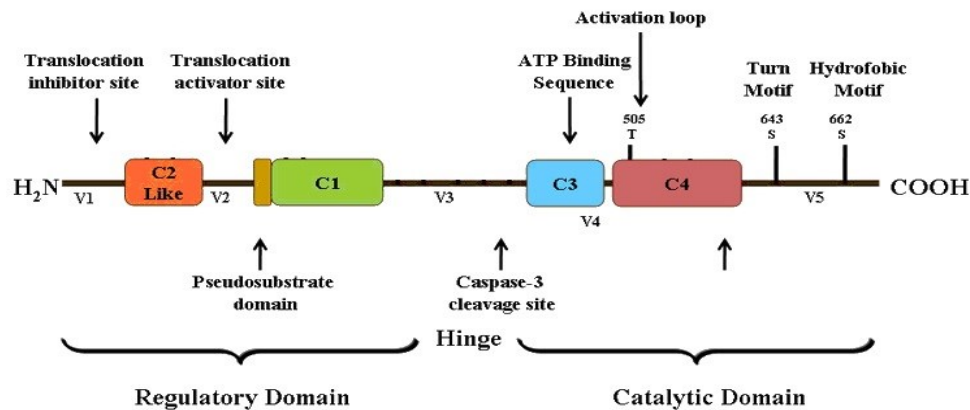 Activation loop
Translocation
inhibitor site
Translocation
activator site
ATP Binding
Sequence
Turn
Motif
Hydrofobic
Motif
505
T
643
S
662
S
H2N
C2
Like
C1
C3
C4
COOH
V1
V2
V3
V4
V5
Pseudosubstrate
domain
Caspase-3
cleavage site
Hinge
Regulatory Domain
Catalytic Domain